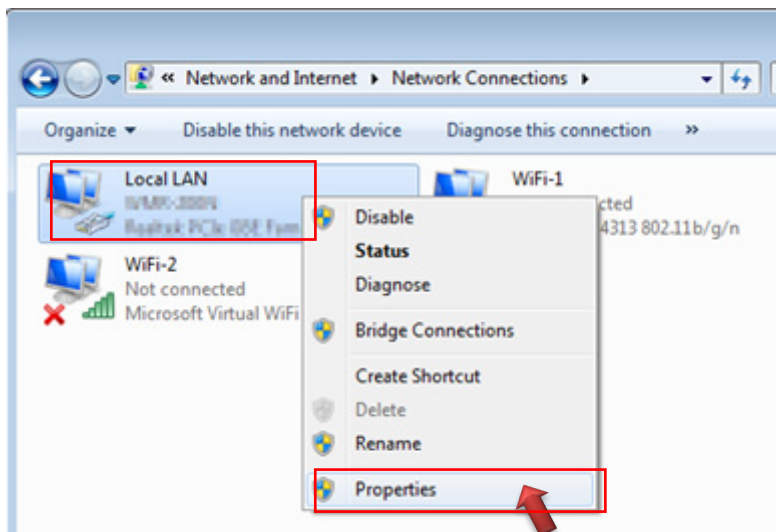 « Network and Internet ▸ Network Connections ▸
Organize ▾ Disable this network device Diagnose this connection »
Local LAN
WiFi-1
cted
4313 802.11b/g/n
WiFi-2
Not connected
Microsoft Virtual WiFi
Disable
Status
Diagnose
Bridge Connections
Create Shortcut
Delete
Rename
Properties